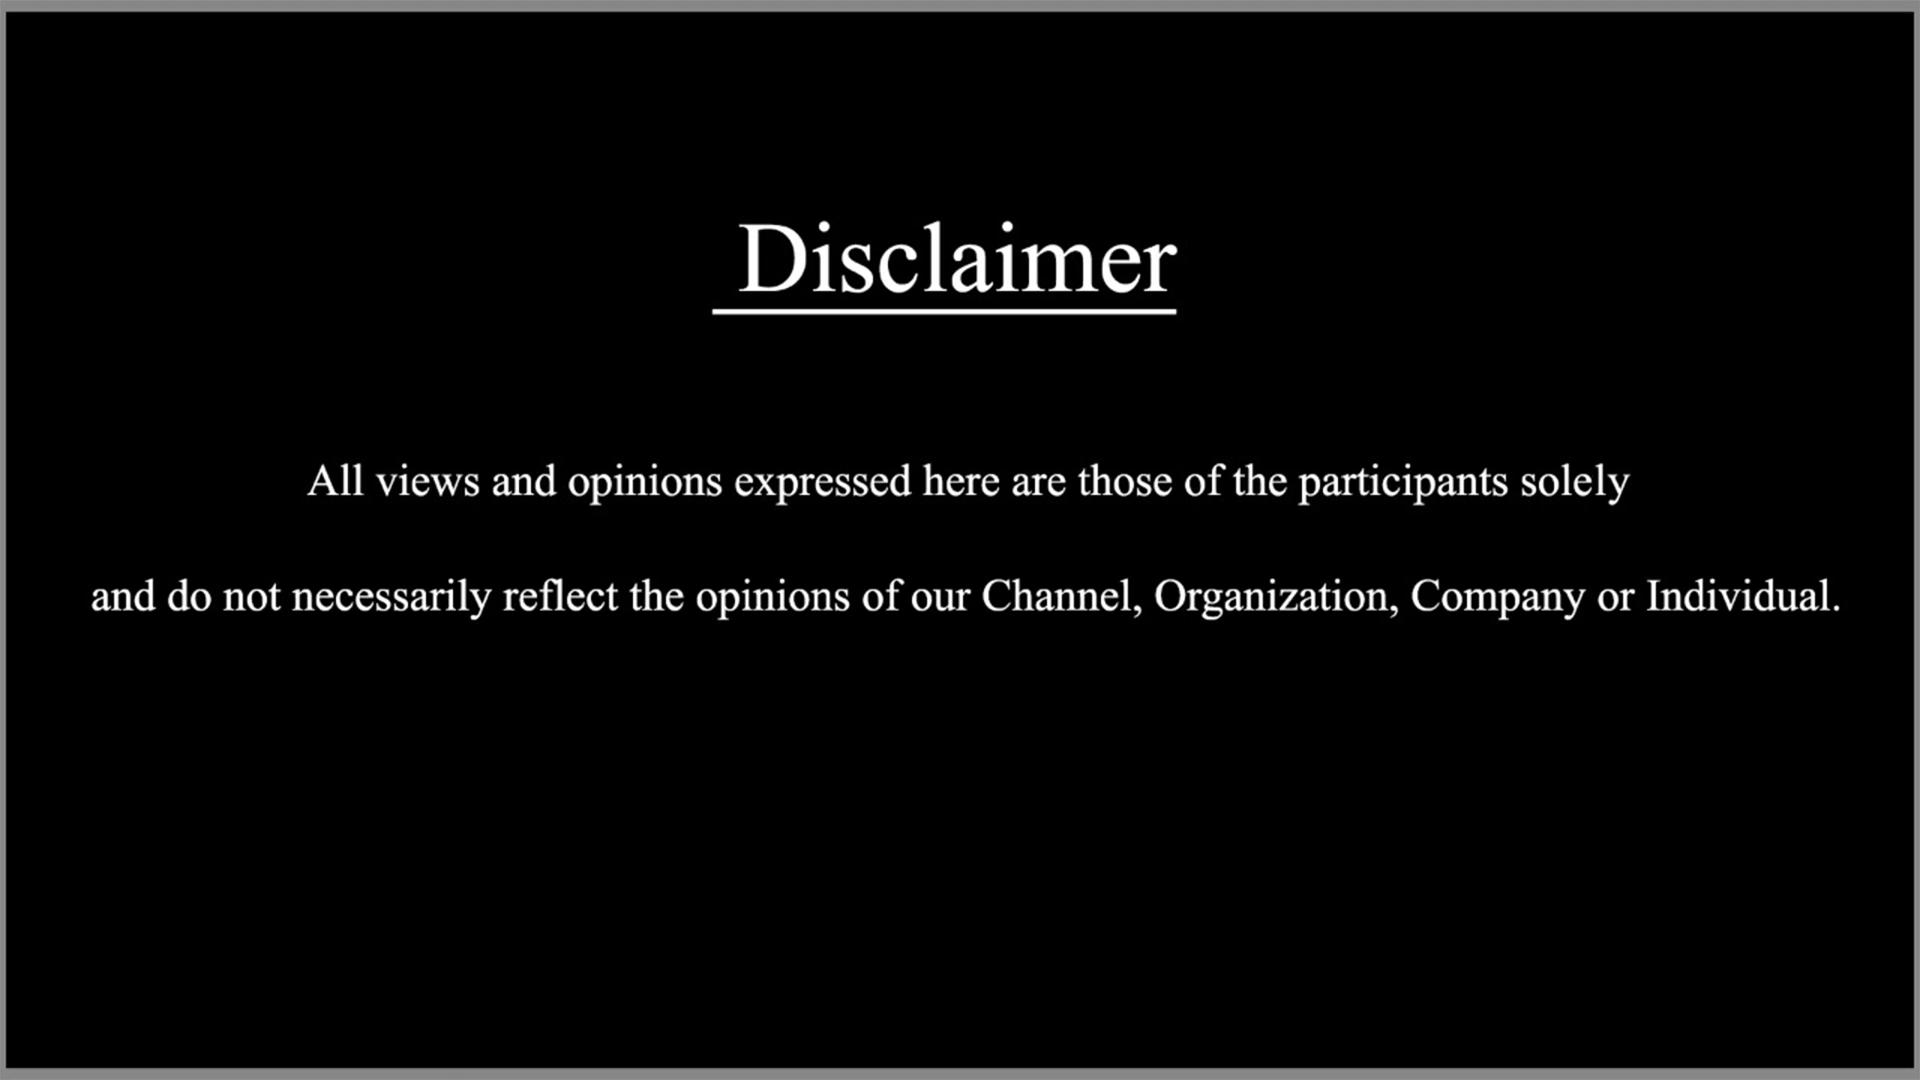 Disclaimer
All views and opinions expressed here are those of the participants solely
and do not necessarily reflect the opinions of our Channel, Organization, Company or Individual.